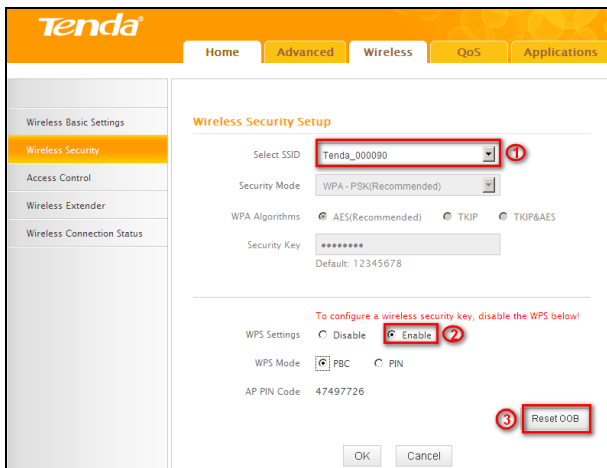 Tenda®
Home Advanced Wireless QoS Applications
Wireless Basic Settings
Wireless Security
Access Control
Wireless Extender
Wireless Connection Status
Wireless Security Setup
Select SSID Tenda_000090 1
Security Mode WPA-PSK(Recommended)
WPA Algorithms AES(Recommended) TKIP TKIP&AES
Security Key ********
Default: 12345678
To configure a wireless security key, disable the WPS below!
WPS Settings Disable Enable 2
WPS Mode PBC PIN
AP PIN Code 47497726
3 Reset OOB
OK Cancel